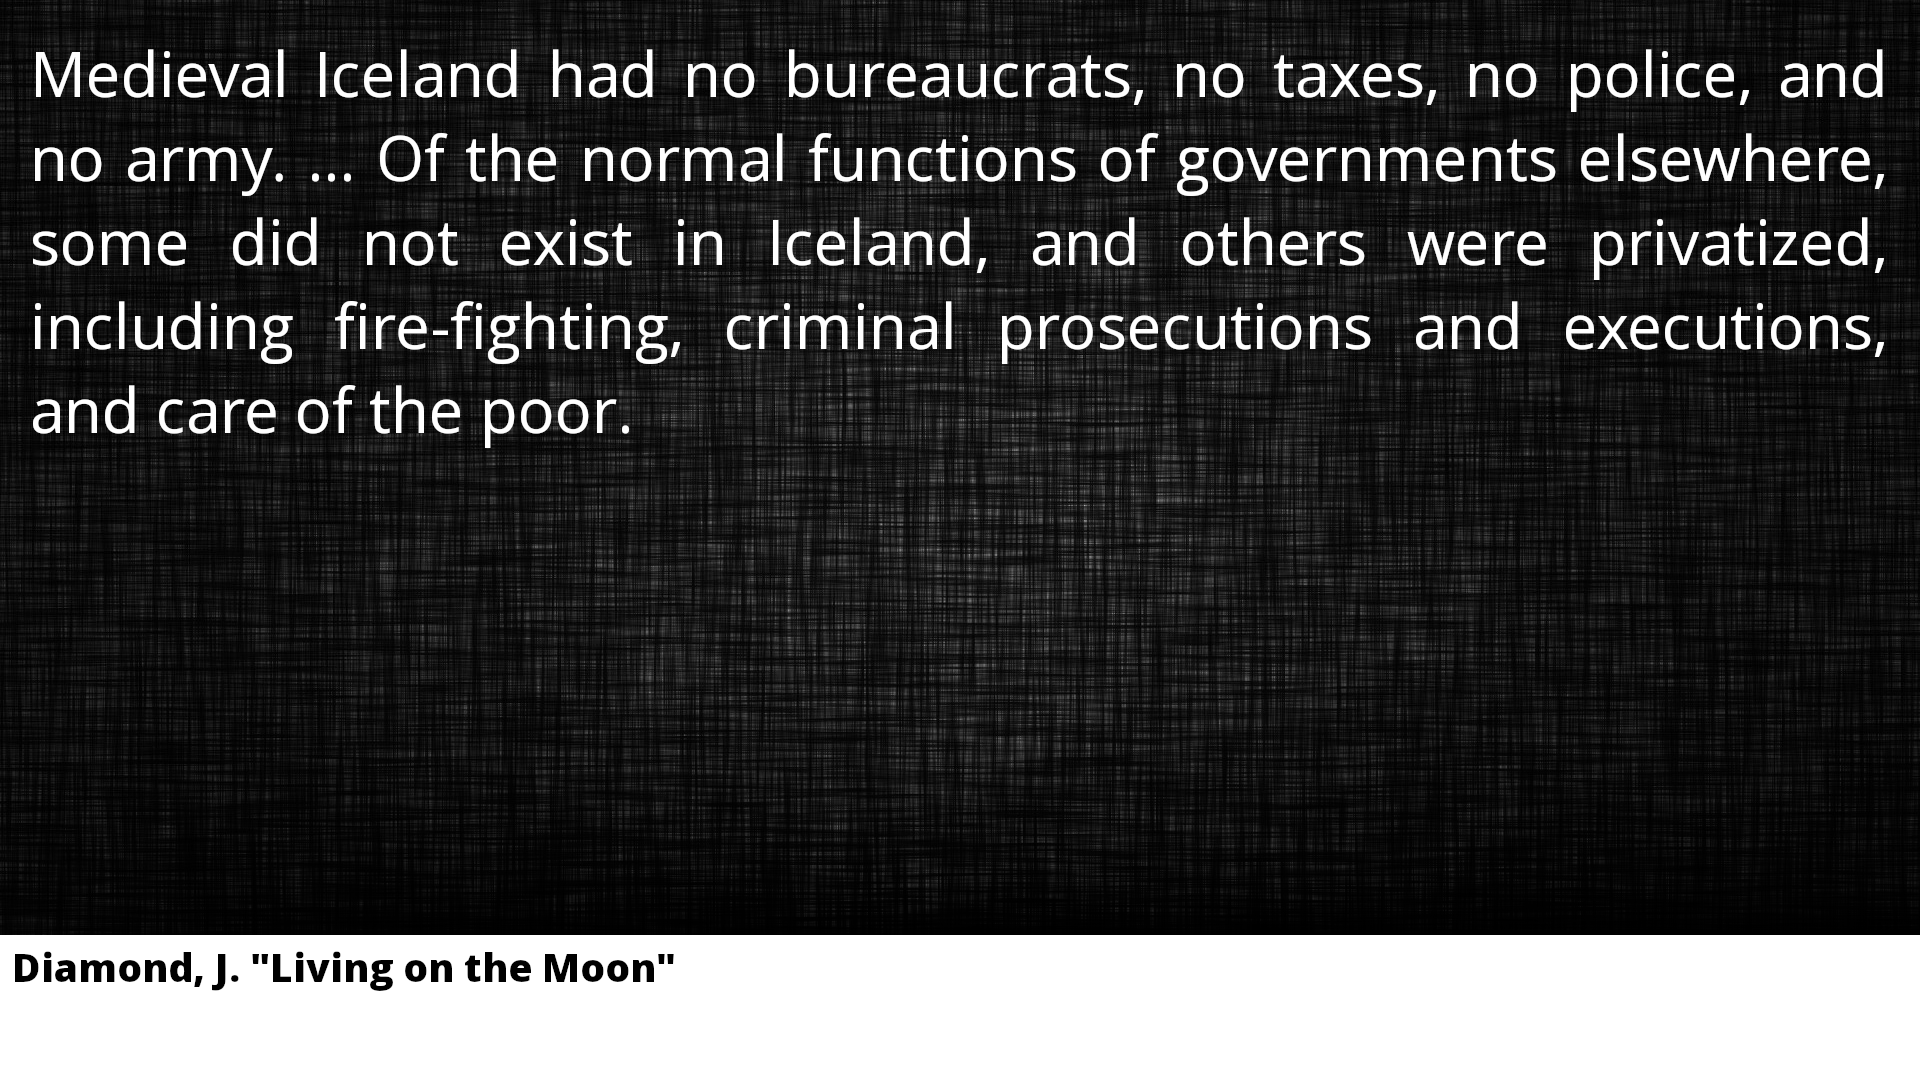 Medieval Iceland had no bureaucrats, no taxes, no police, and
no army. ... Of the normal functions of governments elsewhere,
some did not exist in Iceland, and others were privatized,
including fire-fighting, criminal prosecutions and executions,
and care of the poor.
Diamond, J. "Living on the Moon"